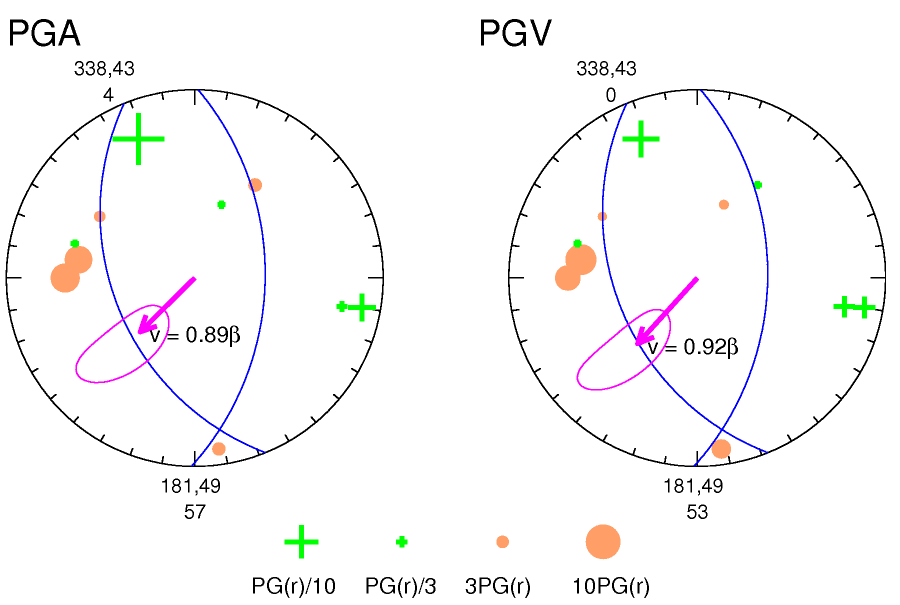 PGA PGV
338,43 338,43
4 0
v = 0.89β v = 0.92β
181,49 181,49
57 53
PG(r)/10 PG(r)/3 3PG(r) 10PG(r)